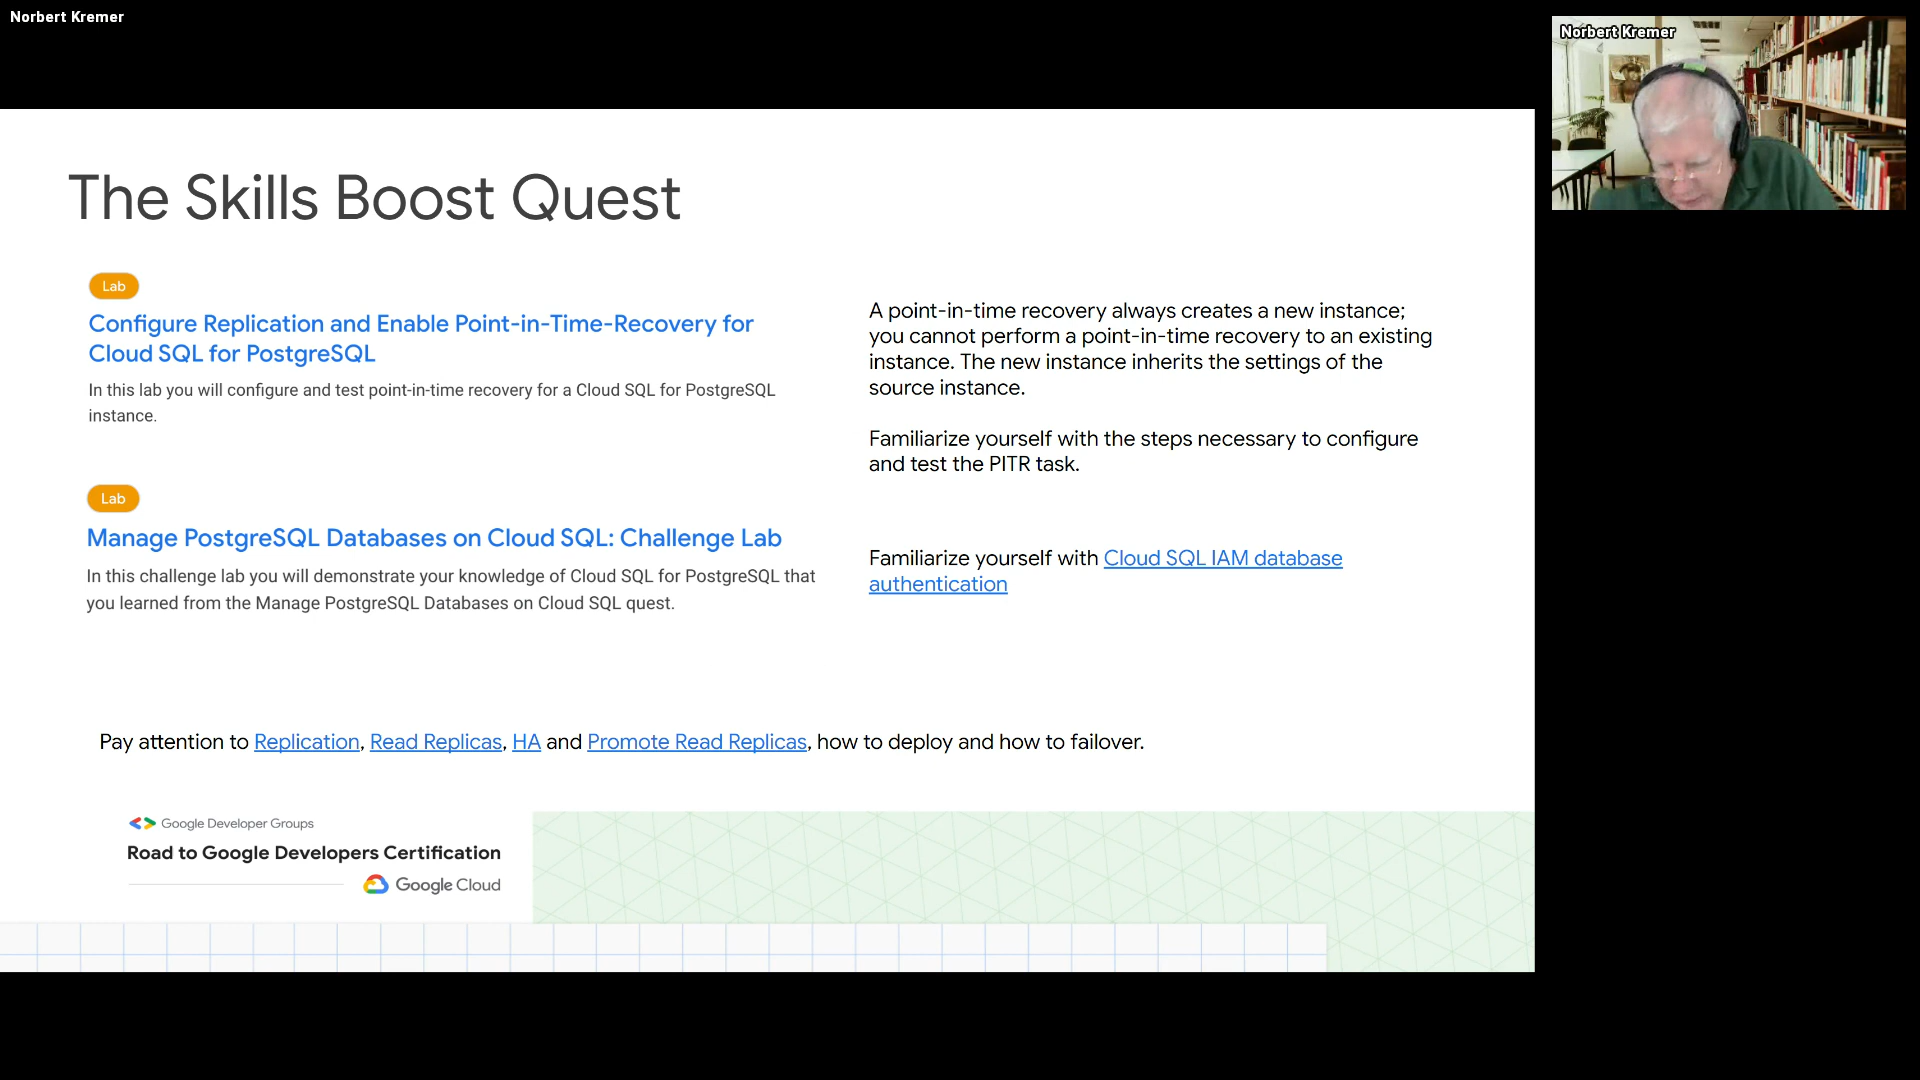 Norbert Kremer
Norbert Kremer
The Skills Boost Quest
Lab
Configure Replication and Enable Point-in-Time-Recovery for
Cloud SQL for PostgreSQL
In this lab you will configure and test point-in-time recovery for a Cloud SQL for PostgreSQL
instance.
A point-in-time recovery always creates a new instance;
you cannot perform a point-in-time recovery to an existing
instance. The new instance inherits the settings of the
source instance.
Familiarize yourself with the steps necessary to configure
and test the PITR task.
Lab
Manage PostgreSQL Databases on Cloud SQL: Challenge Lab
In this challenge lab you will demonstrate your knowledge of Cloud SQL for PostgreSQL that
you learned from the Manage PostgreSQL Databases on Cloud SQL quest.
Familiarize yourself with Cloud SQL IAM database
authentication
Pay attention to Replication, Read Replicas, HA and Promote Read Replicas, how to deploy and how to failover.
Google Developer Groups
Road to Google Developers Certification
Google Cloud